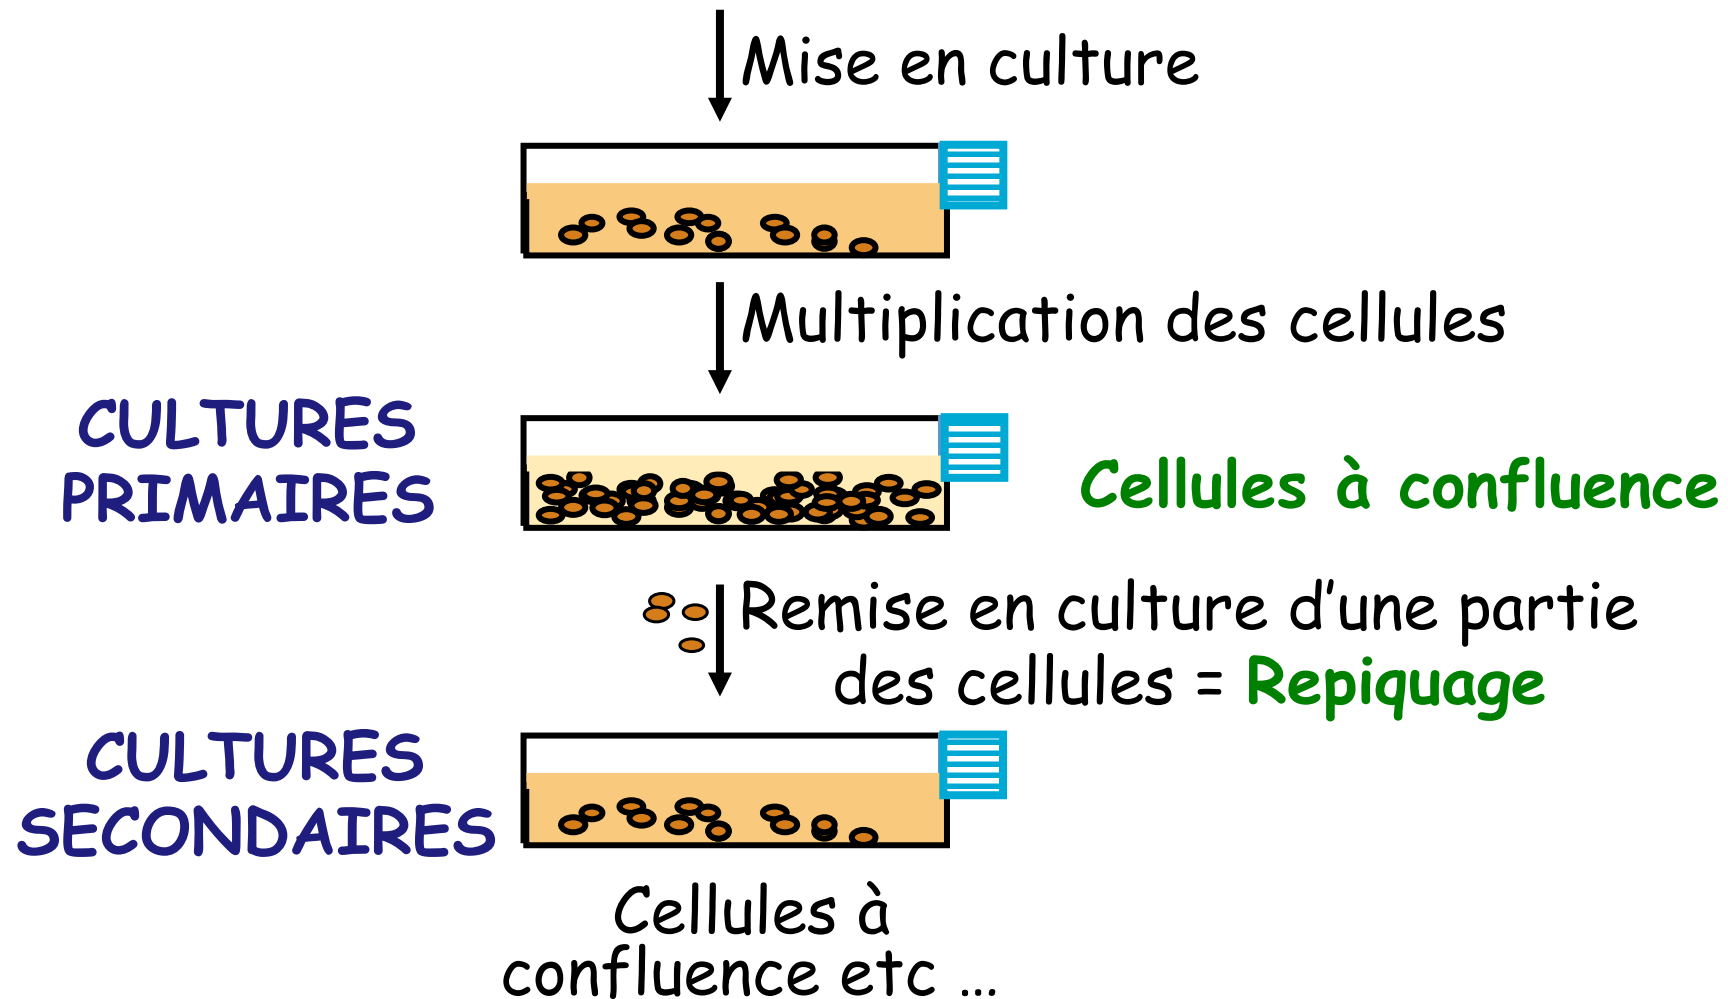 Mise en culture
Multiplication des cellules
CULTURES
PRIMAIRES
Cellules à confluence
Remise en culture d’une partie
des cellules = Repiquage
CULTURES
SECONDAIRES
Cellules à
confluence etc …